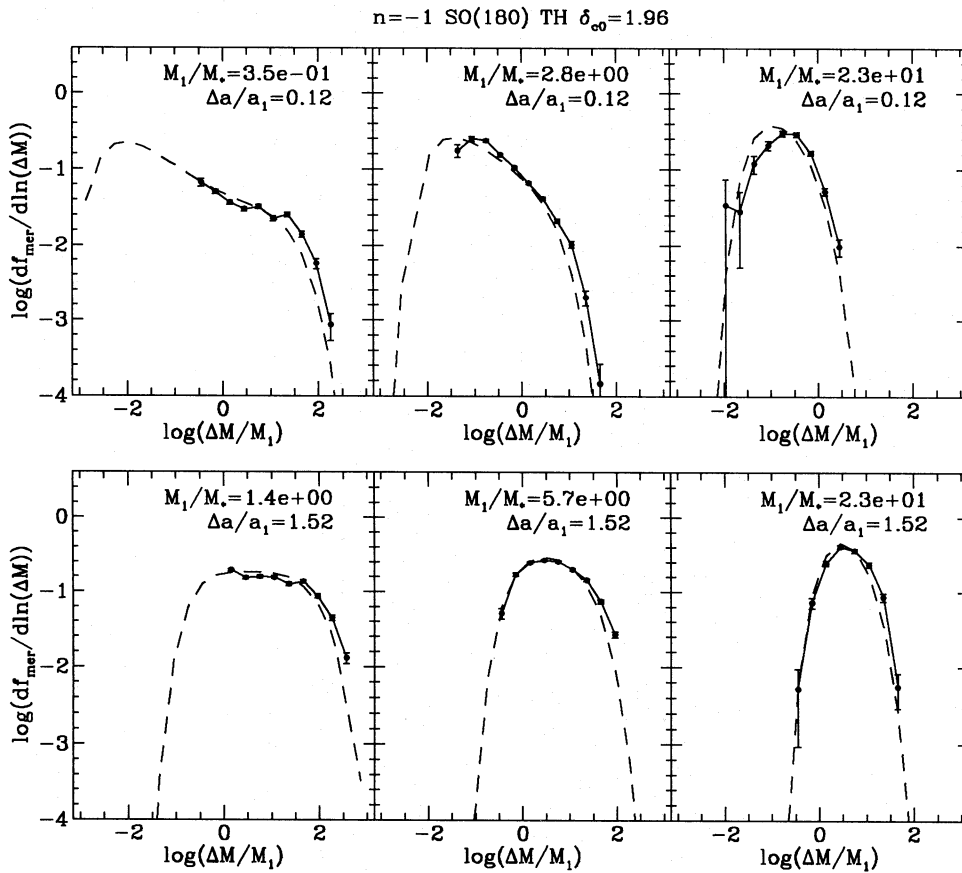 n=−1 SO(180) TH δc0=1.96
M1/M*=3.5e−01
Δa/a1=0.12
M1/M*=2.8e+00
Δa/a1=0.12
M1/M*=2.3e+01
Δa/a1=0.12
log(dfmer/dln(ΔM))
0
−1
−2
−3
−4
−2 0 2 −2 0 2 −2 0 2
log(ΔM/M1) log(ΔM/M1) log(ΔM/M1)
M1/M*=1.4e+00
Δa/a1=1.52
M1/M*=5.7e+00
Δa/a1=1.52
M1/M*=2.3e+01
Δa/a1=1.52
log(dfmer/dln(ΔM))
0
−1
−2
−3
−4
−2 0 2 −2 0 2 −2 0 2
log(ΔM/M1) log(ΔM/M1) log(ΔM/M1)